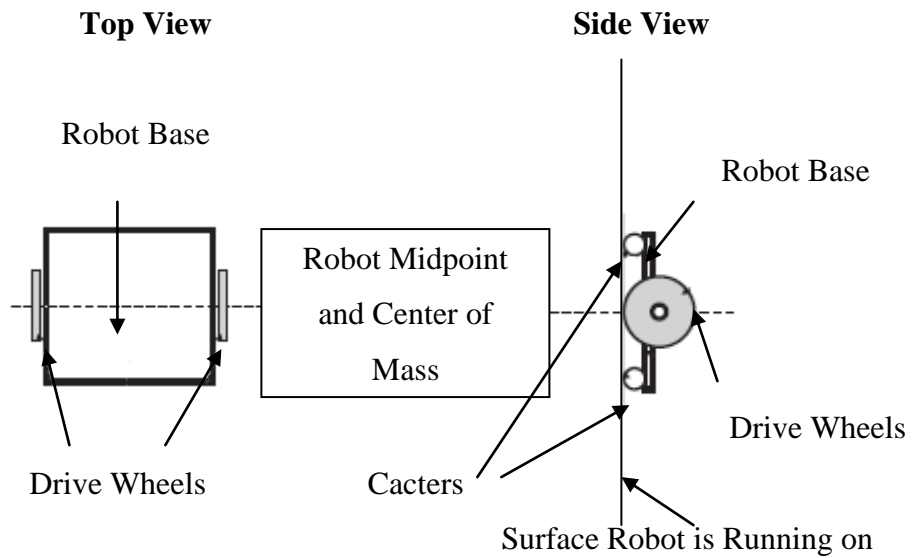 Top View
Side View
Robot Base
Robot Base
Robot Midpoint
and Center of
Mass
Drive Wheels
Drive Wheels
Cacters
Surface Robot is Running on